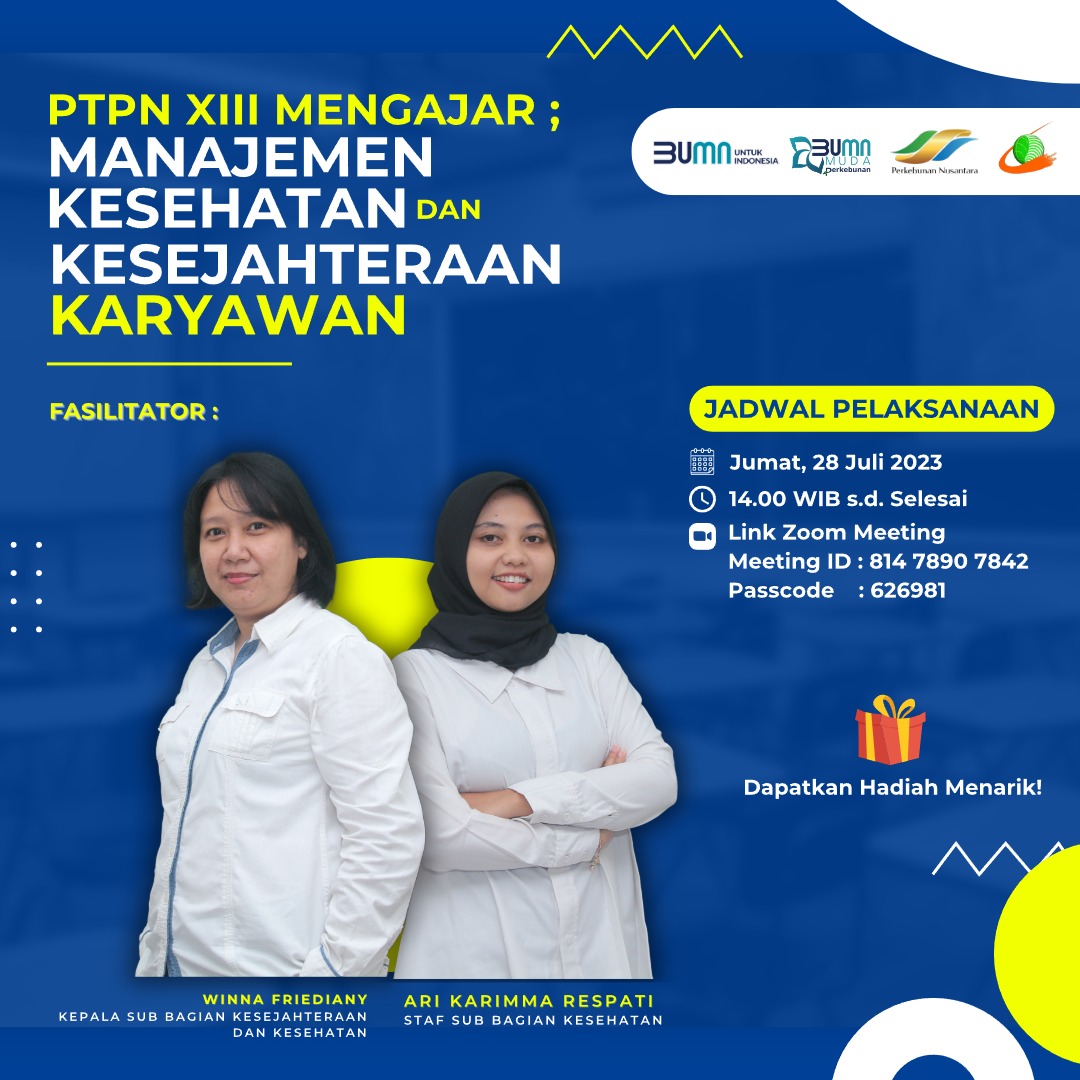 PTPN XIII MENGAJAR ;
MANAJEMEN
KESEHATAN DAN
KESEJAHTERAAN
KARYAWAN
BUMN UNTUK
INDONESIA
BUMN
MUDA
perkebunan
Perkebunan Nusantara
FASILITATOR :
JADWAL PELAKSANAAN
Jumat, 28 Juli 2023
14.00 WIB s.d. Selesai
Link Zoom Meeting
Meeting ID : 814 7890 7842
Passcode : 626981
Dapatkan Hadiah Menarik!
WINNA FRIEDIANY
KEPALA SUB BAGIAN KESEJAHTERAAN
DAN KESEHATAN
ARI KARIMMA RESPATI
STAF SUB BAGIAN KESEHATAN